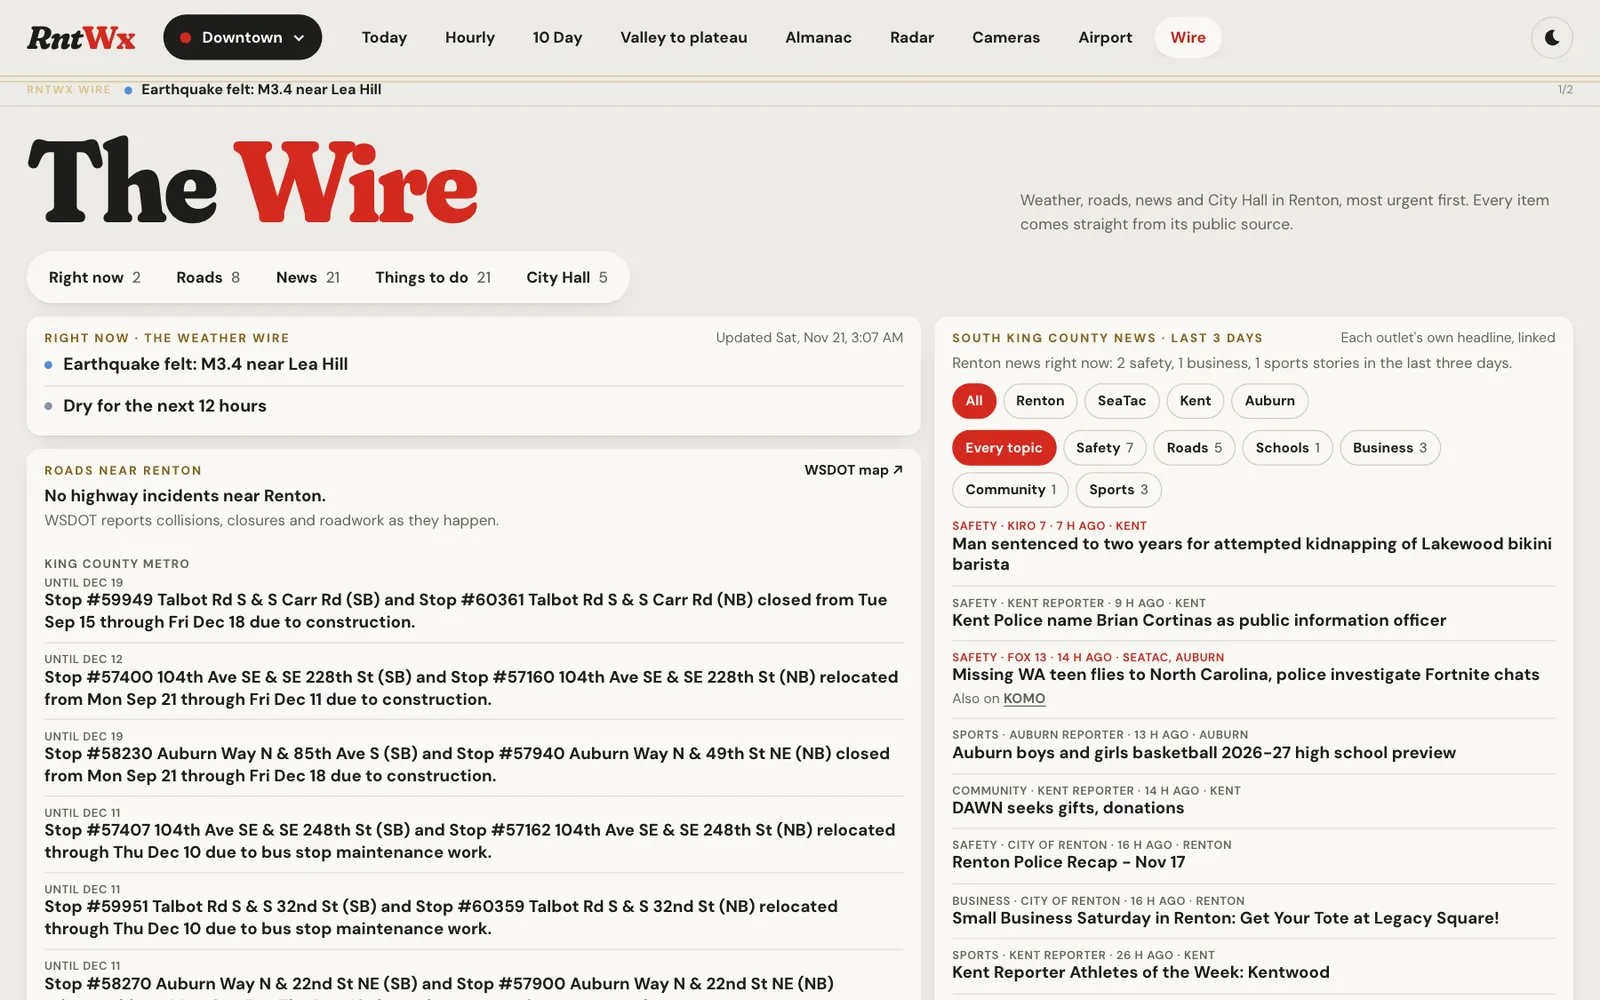 RntWx
Downtown
Today
Hourly
10 Day
Valley to plateau
Almanac
Radar
Cameras
Airport
Wire
RNTWX WIRE
Earthquake felt: M3.4 near Lea Hill
1/2
The Wire
Weather, roads, news and City Hall in Renton, most urgent first. Every item
comes straight from its public source.
Right now 2
Roads 8
News 21
Things to do 21
City Hall 5
RIGHT NOW · THE WEATHER WIRE
Updated Sat, Nov 21, 3:07 AM
Earthquake felt: M3.4 near Lea Hill
Dry for the next 12 hours
ROADS NEAR RENTON
WSDOT map ↗
No highway incidents near Renton.
WSDOT reports collisions, closures and roadwork as they happen.
KING COUNTY METRO
UNTIL DEC 19
Stop #59949 Talbot Rd S & S Carr Rd (SB) and Stop #60361 Talbot Rd S & S Carr Rd (NB) closed from Tue
Sep 15 through Fri Dec 18 due to construction.
UNTIL DEC 12
Stop #57400 104th Ave SE & SE 228th St (SB) and Stop #57160 104th Ave SE & SE 228th St (NB) relocated
from Mon Sep 21 through Fri Dec 11 due to construction.
UNTIL DEC 19
Stop #58230 Auburn Way N & 85th Ave S (SB) and Stop #57940 Auburn Way N & 49th St NE (NB) closed
from Mon Sep 21 through Fri Dec 18 due to construction.
UNTIL DEC 11
Stop #57407 104th Ave SE & SE 248th St (SB) and Stop #57162 104th Ave SE & SE 248th St (NB) relocated
through Thu Dec 10 due to bus stop maintenance work.
UNTIL DEC 11
Stop #59951 Talbot Rd S & S 32nd St (SB) and Stop #60359 Talbot Rd S & S 32nd St (NB) relocated
through Thu Dec 10 due to bus stop maintenance work.
UNTIL DEC 11
Stop #58270 Auburn Way N & 22nd St NE (SB) and Stop #57900 Auburn Way N & 22nd St NE (NB)
SOUTH KING COUNTY NEWS · LAST 3 DAYS
Each outlet's own headline, linked
Renton news right now: 2 safety, 1 business, 1 sports stories in the last three days.
All
Renton
SeaTac
Kent
Auburn
Every topic
Safety 7
Roads 5
Schools 1
Business 3
Community 1
Sports 3
SAFETY · KIRO 7 · 7 H AGO · KENT
Man sentenced to two years for attempted kidnapping of Lakewood bikini
barista
SAFETY · KENT REPORTER · 9 H AGO · KENT
Kent Police name Brian Cortinas as public information officer
SAFETY · FOX 13 · 14 H AGO · SEATAC, AUBURN
Missing WA teen flies to North Carolina, police investigate Fortnite chats
Also on KOMO
SPORTS · AUBURN REPORTER · 13 H AGO · AUBURN
Auburn boys and girls basketball 2026-27 high school preview
COMMUNITY · KENT REPORTER · 14 H AGO · KENT
DAWN seeks gifts, donations
SAFETY · CITY OF RENTON · 16 H AGO · RENTON
Renton Police Recap - Nov 17
BUSINESS · CITY OF RENTON · 16 H AGO · RENTON
Small Business Saturday in Renton: Get Your Tote at Legacy Square!
SPORTS · KENT REPORTER · 26 H AGO · KENT
Kent Reporter Athletes of the Week: Kentwood